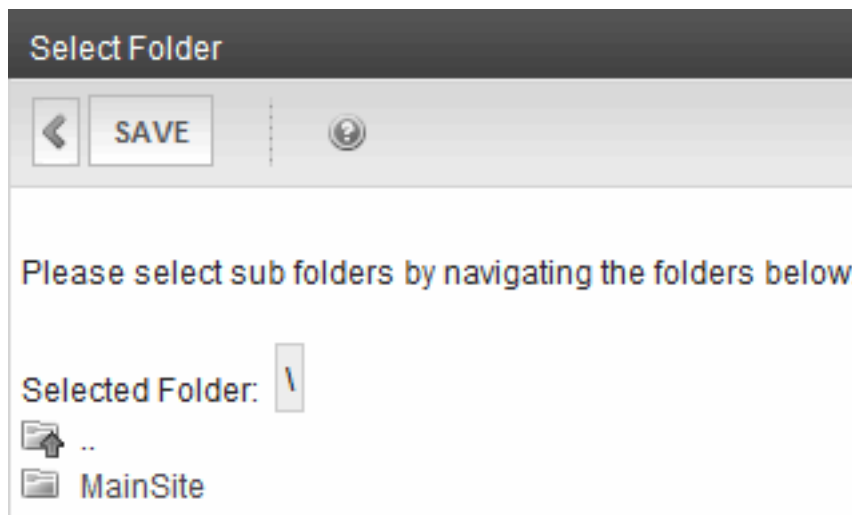 Select Folder
SAVE
Please select sub folders by navigating the folders below
Selected Folder: \
..
MainSite